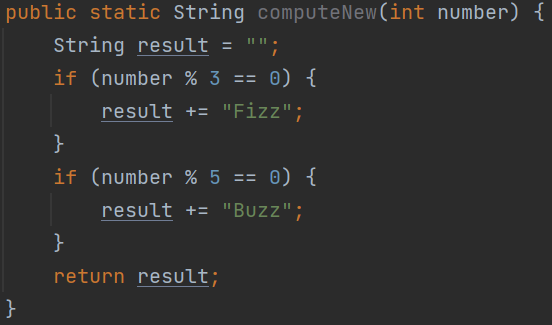 public static String computeNew(int number) {
    String result = "";
    if (number % 3 == 0) {
        result += "Fizz";
    }
    if (number % 5 == 0) {
        result += "Buzz";
    }
    return result;
}